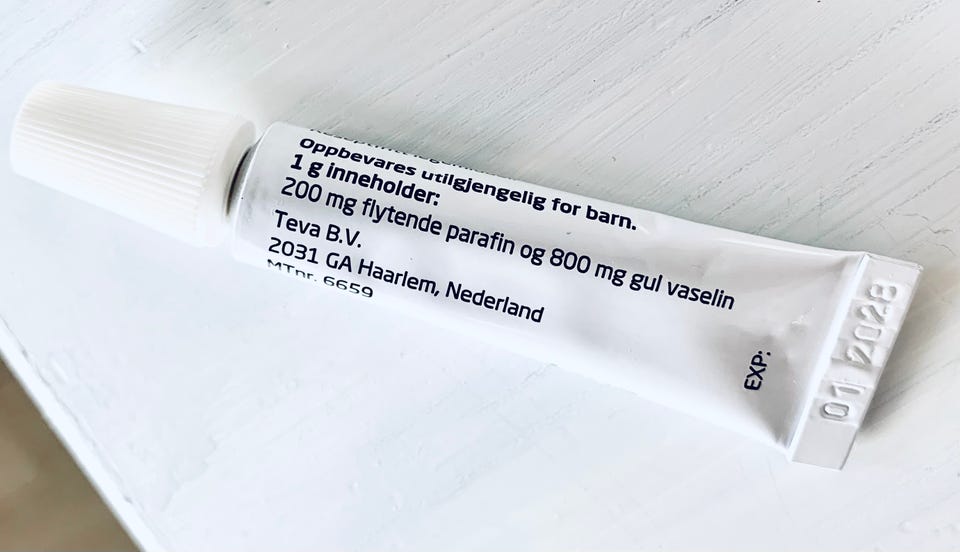 Oppbevares utilgjengelig for barn.
1 g inneholder:
200 mg flytende parafin og 800 mg gul vaselin
Teva B.V.
2031 GA Haarlem, Nederland
MTnr. 6659
EXP:
01 2028